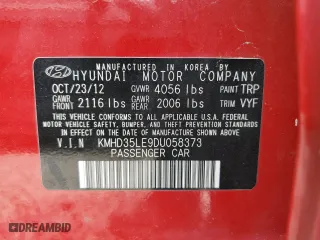 MANUFACTURED IN KOREA BY
HYUNDAI MOTOR COMPANY
OCT/23/12 GVWR 4056 lbs PAINT TRP
GAWR FRONT 2116 lbs GAWR REAR 2006 lbs TRIM VYF
THIS VEHICLE CONFORMS TO ALL APPLICABLE
FEDERAL MOTOR VEHICLE SAFETY, BUMPER, AND
THEFT PREVENTION STANDARDS IN EFFECT ON
THE DATE OF MANUFACTURE SHOWN ABOVE.
V.I.N KMHD35LE9DU058373
PASSENGER CAR